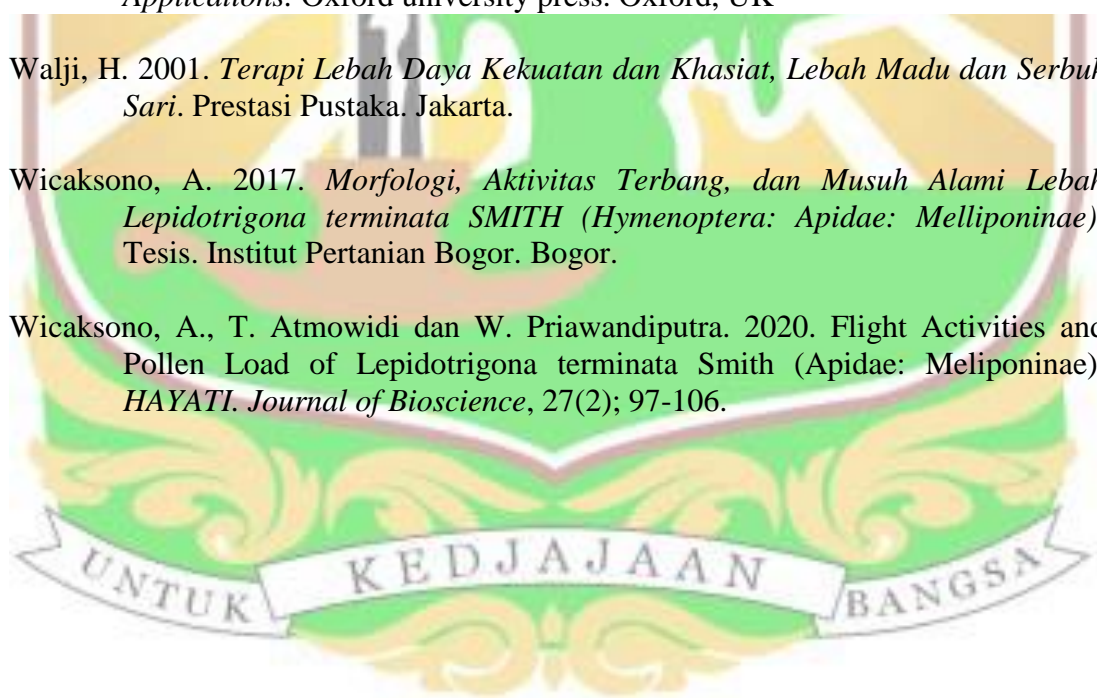 Applications. Oxford university press. Oxford, UK
Walji, H. 2001. Terapi Lebah Daya Kekuatan dan Khasiat, Lebah Madu dan Serbuk
Sari. Prestasi Pustaka. Jakarta.
Wicaksono, A. 2017. Morfologi, Aktivitas Terbang, dan Musuh Alami Lebah
Lepidotrigona terminata SMITH (Hymenoptera: Apidae: Melliponinae)
Tesis. Institut Pertanian Bogor. Bogor.
Wicaksono, A., T. Atmowidi dan W. Priawandiputra. 2020. Flight Activities and
Pollen Load of Lepidotrigona terminata Smith (Apidae: Meliponinae)
HAYATI. Journal of Bioscience, 27(2); 97-106.
UNTUK KEDJAJAAN BANGSA